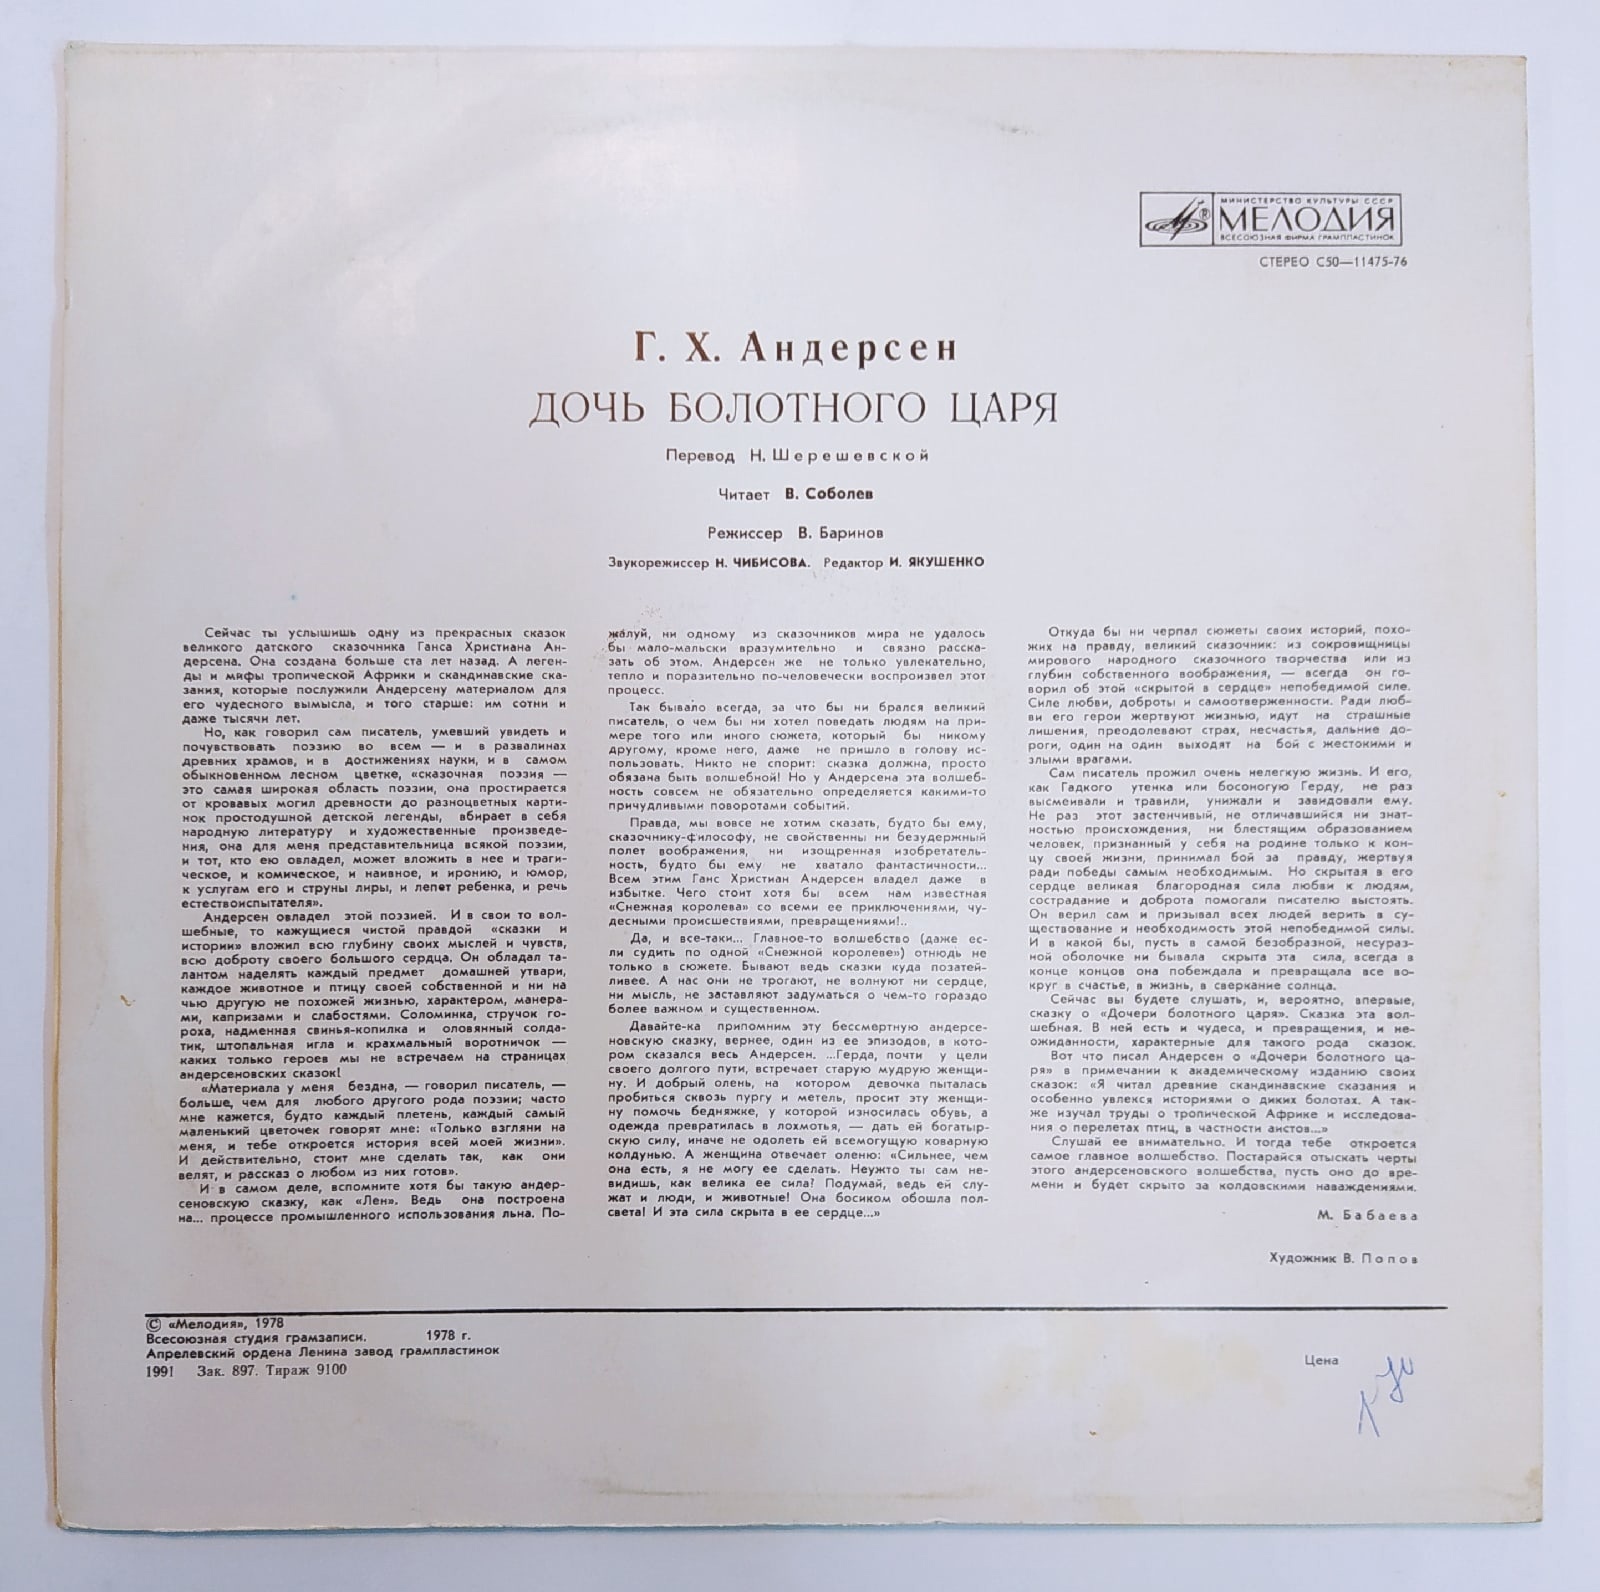 МИНИСТЕРСТВО КУЛЬТУРЫ СССР
МЕЛОДИЯ
ВСЕСОЮЗНАЯ ФИРМА ГРАМПЛАСТИНОК
СТЕРЕО С50—11475-76
Г. Х. Андерсен
ДОЧЬ БОЛОТНОГО ЦАРЯ
Перевод Н. Шерешевской
Читает В. Соболев
Режиссер В. Баринов
Звукорежиссер Н. ЧИБИСОВА. Редактор И. ЯКУШЕНКО
Сейчас ты услышишь одну из прекрасных сказок
великого датского сказочника Ганса Христиана Ан-
дерсена. Она создана больше ста лет назад. А леген-
ды и мифы тропической Африки и скандинавские ска-
зания, которые послужили Андерсену материалом для
его чудесного вымысла, и того старше: им сотни и
даже тысячи лет.
Но, как говорил сам писатель, умевший увидеть и
почувствовать поэзию во всем — и в развалинах
древних храмов, и в достижениях науки, и в самом
обыкновенном лесном цветке, «сказочная поэзия —
это самая широкая область поэзии, она простирается
от кровавых могил древности до разноцветных карти-
нок простодушной детской легенды, вбирает в себя
народную литературу и художественные произведе-
ния, она для меня представительница всякой поэзии,
и тот, кто ею овладел, может вложить в нее и траги-
ческое, и комическое, и наивное, и иронию, и юмор,
к услугам его и струны лиры, и лепет ребенка, и речь
естествоиспытателя».
Андерсен овладел этой поэзией. И в свои то вол-
шебные, то кажущиеся чистой правдой «сказки и
истории» вложил всю глубину своих мыслей и чувств,
всю доброту своего большого сердца. Он обладал та-
лантом наделять каждый предмет домашней утвари,
каждое животное и птицу своей собственной и ни на
чью другую не похожей жизнью, характером, манера-
ми, капризами и слабостями. Соломинка, стручок го-
роха, надменная свинья-копилка и оловянный солда-
тик, штопальная игла и крахмальный воротничок —
каких только героев мы не встречаем на страницах
андерсеновских сказок!
«Материала у меня бездна, — говорил писатель, —
больше, чем для любого другого рода поэзии; часто
мне кажется, будто каждый плетень, каждый самый
маленький цветочек говорят мне: «Только взгляни на
меня, и тебе откроется история всей моей жизни».
И действительно, стоит мне сделать так, как они
велят, и рассказ о любом из них готов».
И в самом деле, вспомните хотя бы такую андер-
сеновскую сказку, как «Лен». Ведь она построена
на... процессе промышленного использования льна. По-
жалуй, ни одному из сказочников мира не удалось
бы мало-мальски вразумительно и связно расска-
зать об этом. Андерсен же не только увлекательно,
тепло и поразительно по-человечески воспроизвел этот
процесс.
Так бывало всегда, за что бы ни брался великий
писатель, о чем бы ни хотел поведать людям на при-
мере того или иного сюжета, который бы никому
другому, кроме него, даже не пришло в голову ис-
пользовать. Никто не спорит: сказка должна, просто
обязана быть волшебной! Но у Андерсена эта волшеб-
ность совсем не обязательно определяется какими-то
причудливыми поворотами событий.
Правда, мы вовсе не хотим сказать, будто бы ему,
сказочнику-философу, не свойственны ни безудержный
полет воображения, ни изощренная изобретатель-
ность, будто бы ему не хватало фантастичности...
Всем этим Ганс Христиан Андерсен владел даже в
избытке. Чего стоит хотя бы всем нам известная
«Снежная королева» со всеми ее приключениями, чу-
десными происшествиями, превращениями!..
Да, и все-таки... Главное-то волшебство (даже ес-
ли судить по одной «Снежной королеве») отнюдь не
только в сюжете. Бывают ведь сказки куда позатей-
ливее. А нас они не трогают, не волнуют ни сердце,
ни мысль, не заставляют задуматься о чем-то гораздо
более важном и существенном.
Давайте-ка припомним эту бессмертную андерсе-
новскую сказку, вернее, один из ее эпизодов, в кото-
ром сказался весь Андерсен. ...Герда, почти у цели
своего долгого пути, встречает старую мудрую женщи-
ну. И добрый олень, на котором девочка пыталась
пробиться сквозь пургу и метель, просит эту женщи-
ну помочь бедняжке, у которой износилась обувь, а
одежда превратилась в лохмотья, — дать ей богатыр-
скую силу, иначе не одолеть ей всемогущую коварную
колдунью. А женщина отвечает оленю: «Сильнее, чем
она есть, я не могу ее сделать. Неужто ты сам не-
видишь, как велика ее сила? Подумай, ведь ей слу-
жат и люди, и животные! Она босиком обошла пол-
света! И эта сила скрыта в ее сердце...»
Откуда бы ни черпал сюжеты своих историй, похо-
жих на правду, великий сказочник: из сокровищницы
мирового народного сказочного творчества или из
глубин собственного воображения, — всегда он го-
ворил об этой «скрытой в сердце» непобедимой силе.
Силе любви, доброты и самоотверженности. Ради люб-
ви его герои жертвуют жизнью, идут на страшные
лишения, преодолевают страх, несчастья, дальние до-
роги, один на один выходят на бой с жестокими и
злыми врагами.
Сам писатель прожил очень нелегкую жизнь. И его,
как Гадкого утенка или босоногую Герду, не раз
высмеивали и травили, унижали и завидовали ему.
Не раз этот застенчивый, не отличавшийся ни знат-
ностью происхождения, ни блестящим образованием
человек, признанный у себя на родине только к кон-
цу своей жизни, принимал бой за правду, жертвуя
ради победы самым необходимым. Но скрытая в его
сердце великая благородная сила любви к людям,
сострадание и доброта помогали писателю выстоять.
Он верил сам и призывал всех людей верить в су-
ществование и необходимость этой непобедимой силы.
И в какой бы, пусть в самой безобразной, несураз-
ной оболочке ни бывала скрыта эта сила, всегда в
конце концов она побеждала и превращала все во-
круг в счастье, в жизнь, в сверкание солнца.
Сейчас вы будете слушать, и, вероятно, впервые,
сказку о «Дочери болотного царя». Сказка эта вол-
шебная. В ней есть и чудеса, и превращения, и не-
ожиданности, характерные для такого рода сказок.
Вот что писал Андерсен о «Дочери болотного ца-
ря» в примечании к академическому изданию своих
сказок: «Я читал древние скандинавские сказания и
особенно увлекся историями о диких болотах. А так-
же изучал труды о тропической Африке и исследова-
ния о перелетах птиц, в частности аистов...»
Слушай ее внимательно. И тогда тебе откроется
самое главное волшебство. Постарайся отыскать черты
этого андерсеновского волшебства, пусть оно до вре-
мени и будет скрыто за колдовскими наваждениями.
М. Бабаева
Художник В. Попов
© «Мелодия», 1978
Всесоюзная студия грамзаписи. 1978 г.
Апрелевский ордена Ленина завод грампластинок
1991 Зак. 897. Тираж 9100
Цена